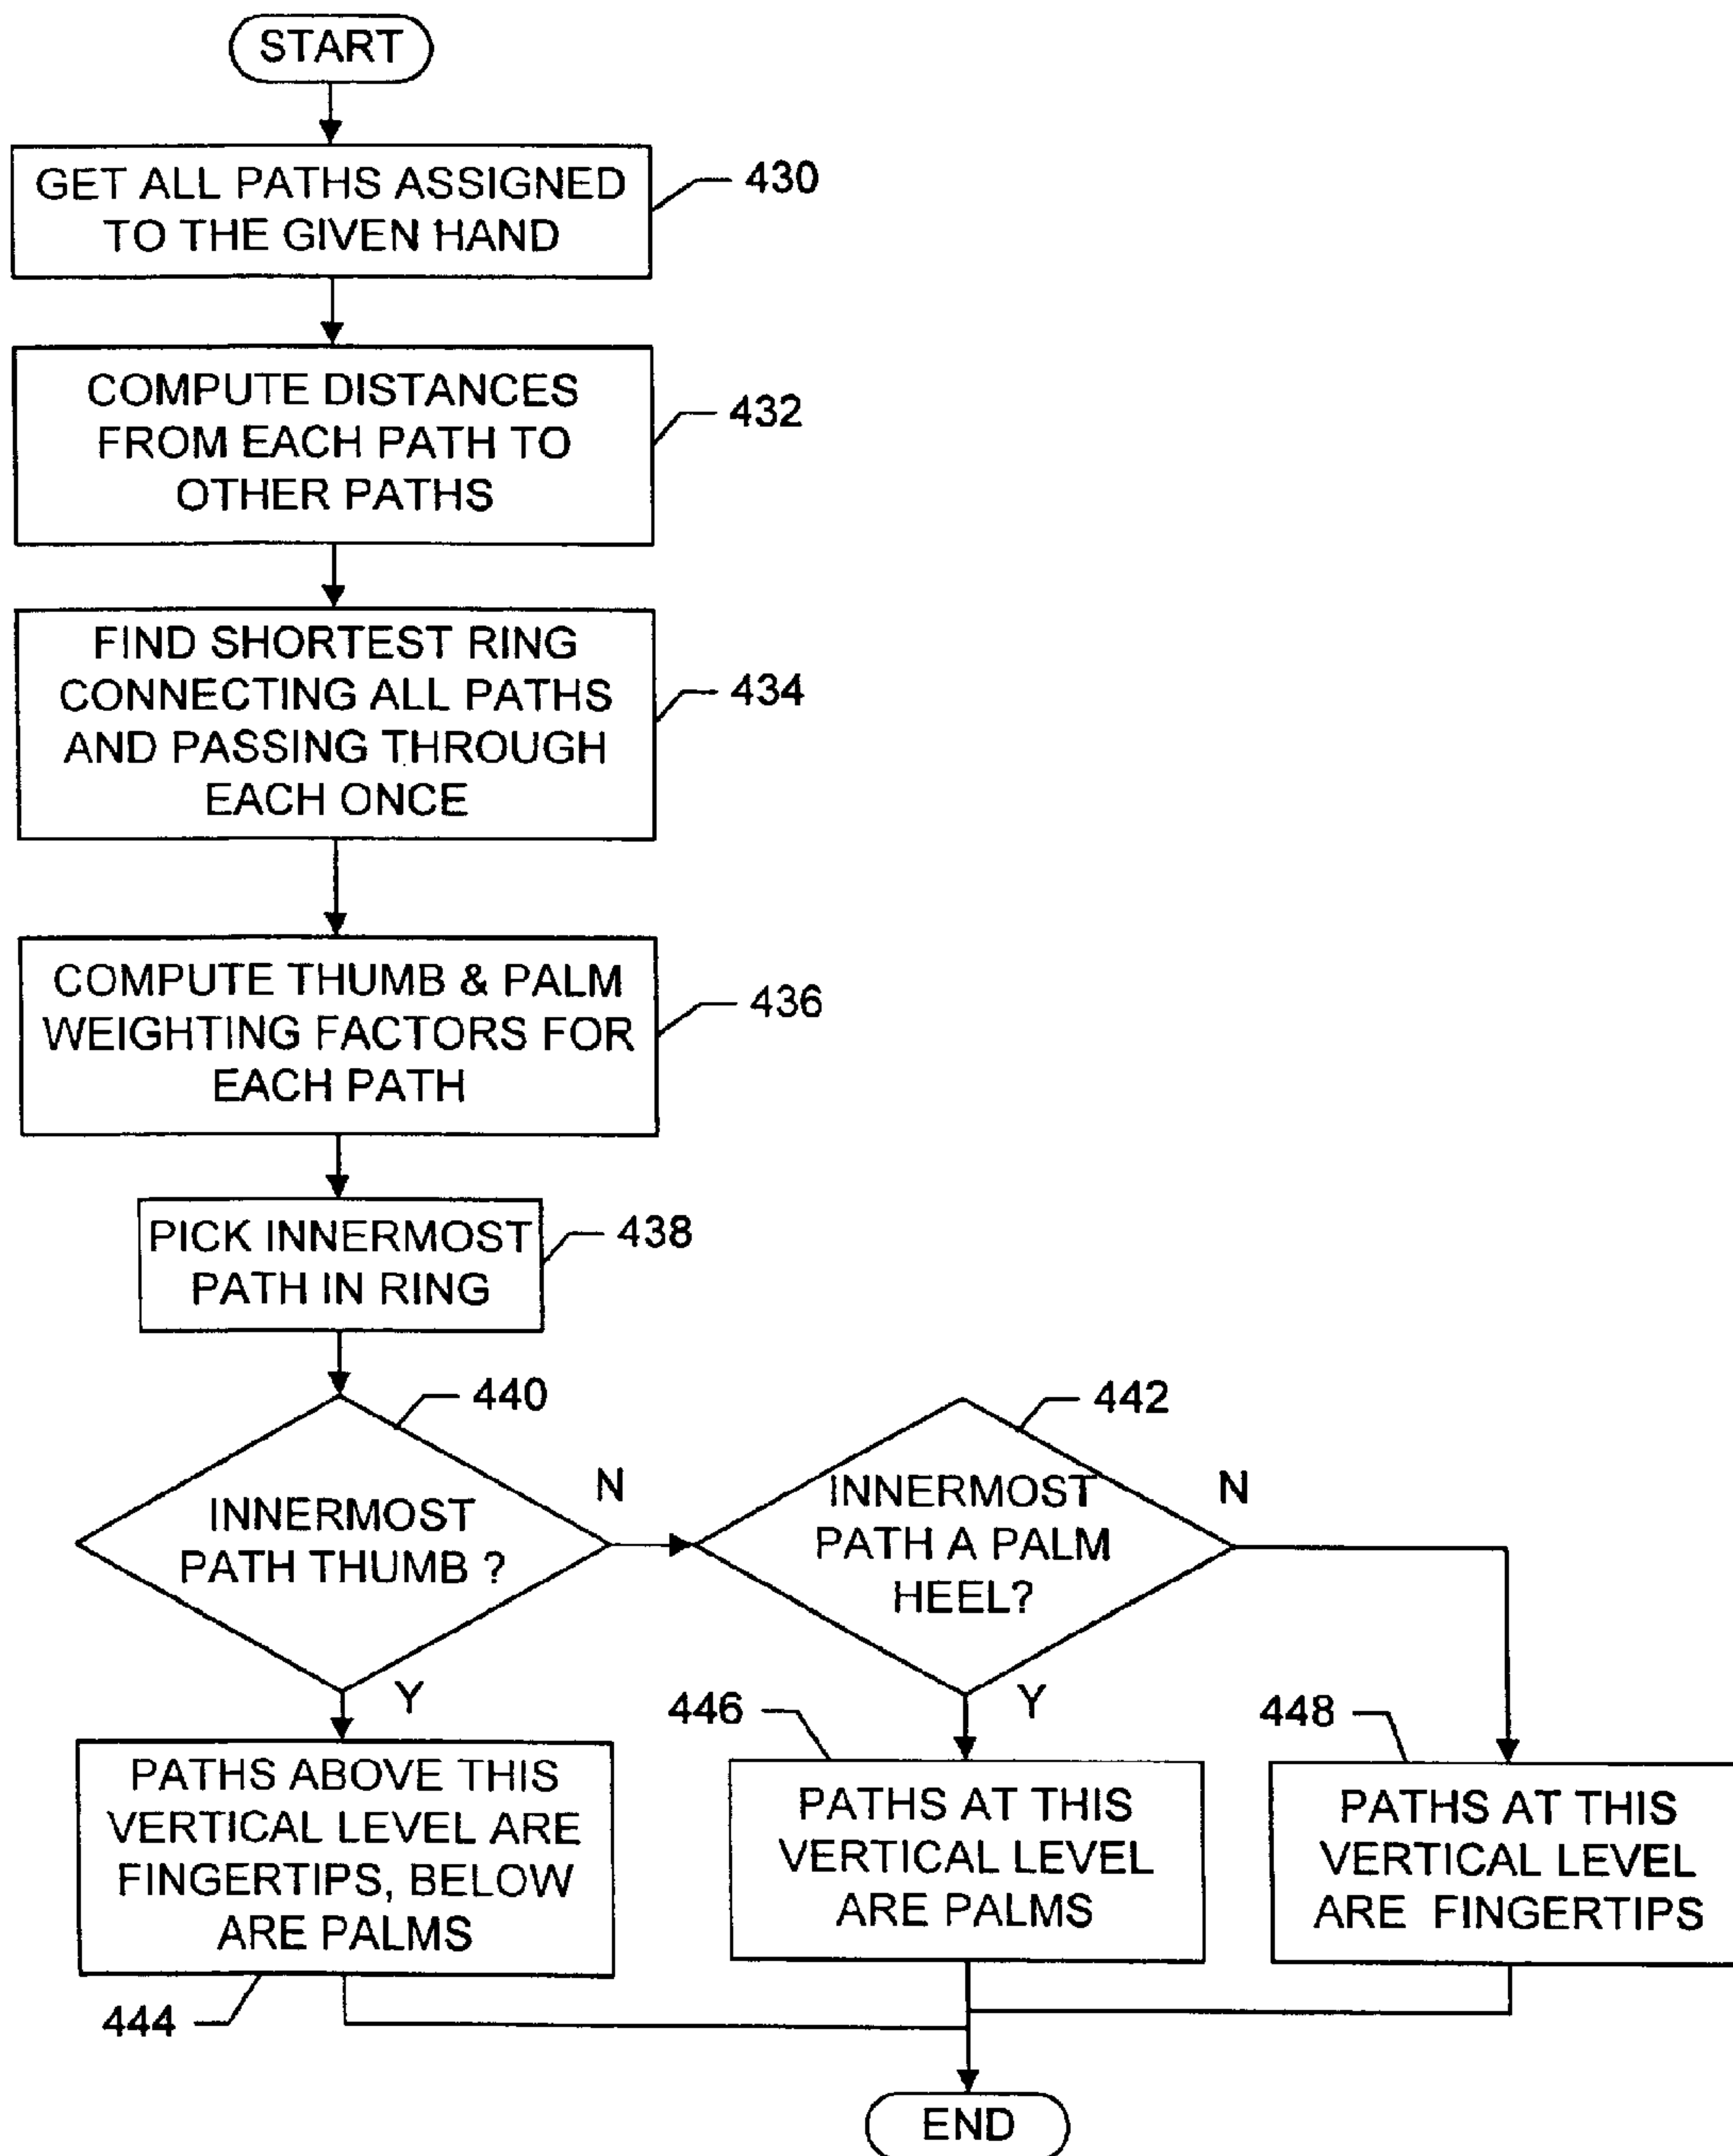 START
GET ALL PATHS ASSIGNED
TO THE GIVEN HAND
430
COMPUTE DISTANCES
FROM EACH PATH TO
OTHER PATHS
432
FIND SHORTEST RING
CONNECTING ALL PATHS
AND PASSING THROUGH
EACH ONCE
434
COMPUTE THUMB & PALM
WEIGHTING FACTORS FOR
EACH PATH
436
PICK INNERMOST
PATH IN RING
438
440
INNERMOST
PATH THUMB ?
N
Y
442
INNERMOST
PATH A PALM
HEEL?
N
Y
PATHS ABOVE THIS
VERTICAL LEVEL ARE
FINGERTIPS, BELOW
ARE PALMS
444
446
PATHS AT THIS
VERTICAL LEVEL
ARE PALMS
448
PATHS AT THIS
VERTICAL LEVEL
ARE FINGERTIPS
END